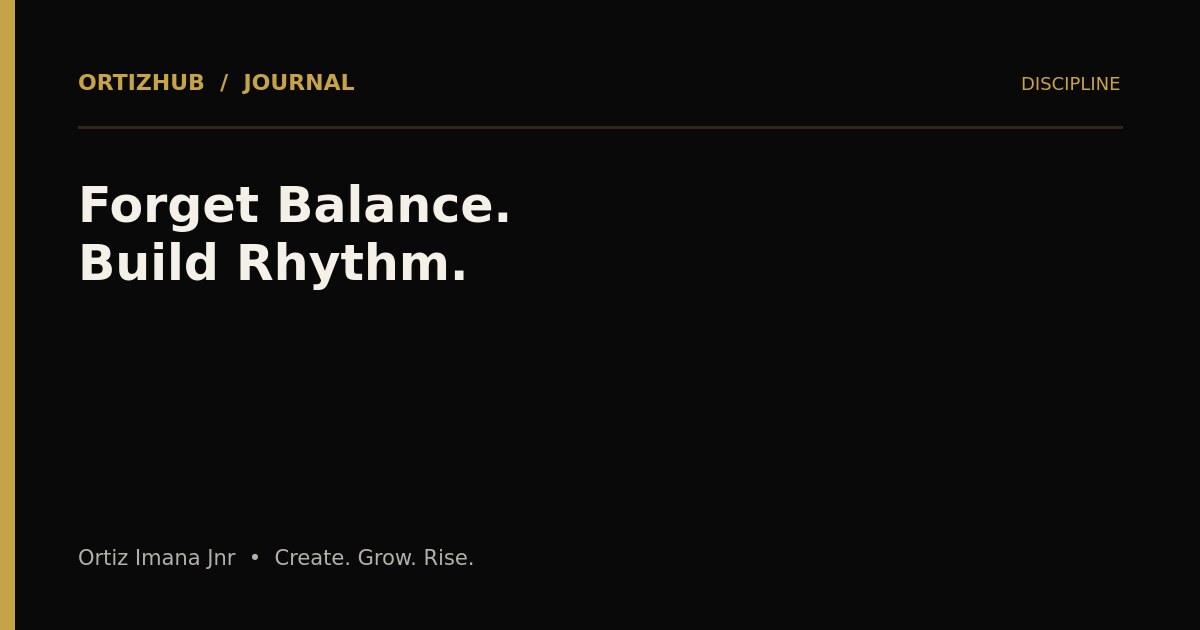 ORTIZHUB / JOURNAL
DISCIPLINE
Forget Balance.
Build Rhythm.
Ortiz Imana Jnr • Create. Grow. Rise.